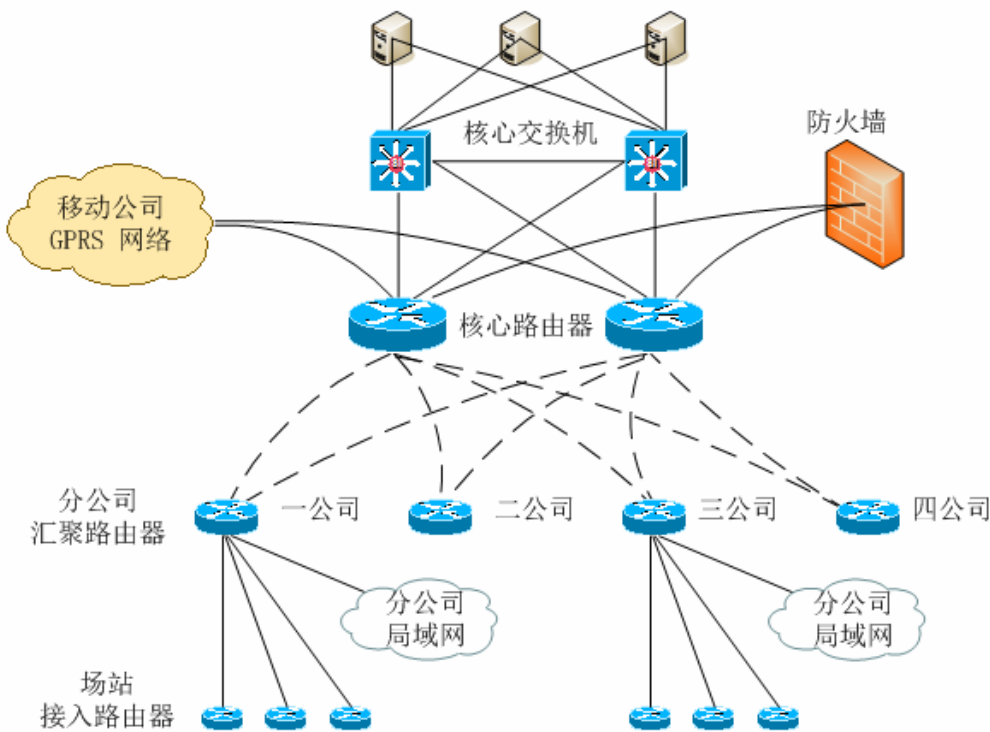 核心交换机
防火墙
移动公司
GPRS 网络
核心路由器
分公司
汇聚路由器
一公司
二公司
三公司
四公司
分公司
局域网
分公司
局域网
场站
接入路由器